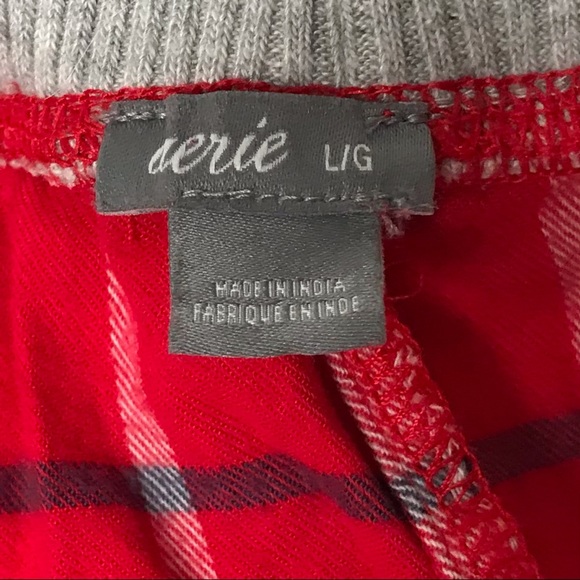 aerie L/G
MADE IN INDIA
FABRIQUE EN INDE